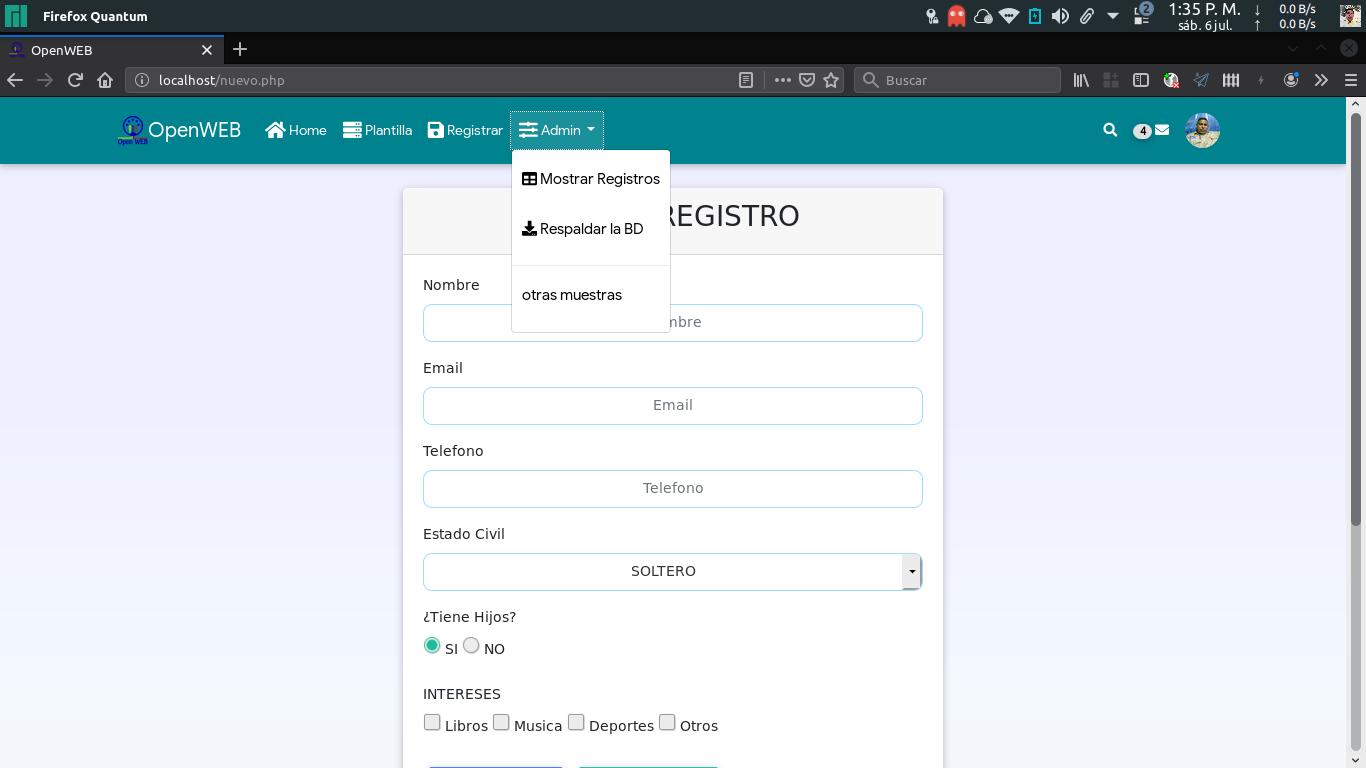 Firefox Quantum
2
1:35 P. M.
sáb. 6 jul.
↓ 0.0 B/s
↑ 0.0 B/s
OpenWEB
localhost/nuevo.php
Buscar
Open WEB
OpenWEB
Home
Plantilla
Registrar
Admin
4
Mostrar Registros
Respaldar la BD
otras muestras
REGISTRO
Nombre
mbre
Email
Email
Telefono
Telefono
Estado Civil
SOLTERO
¿Tiene Hijos?
SI NO
INTERESES
Libros Musica Deportes Otros